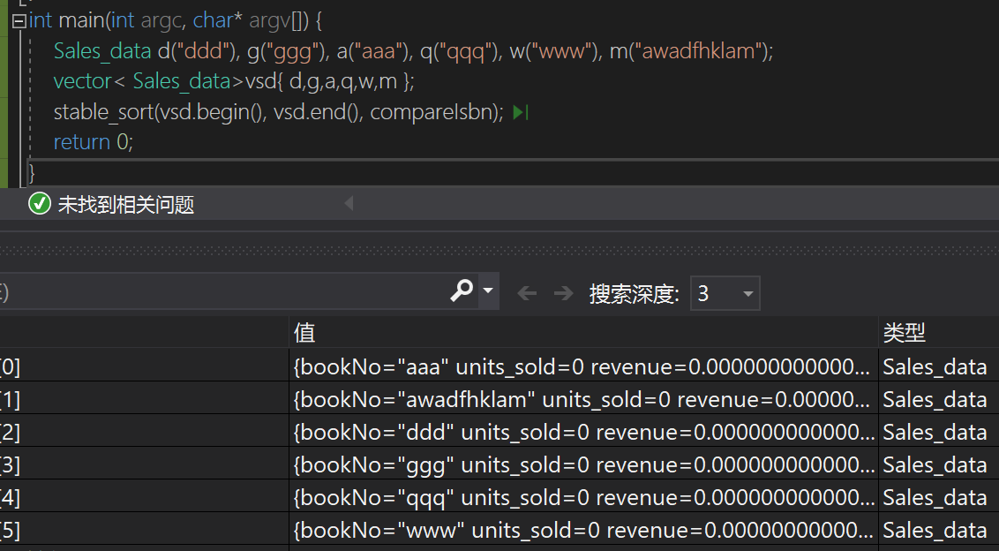 int main(int argc, char* argv[]) {
Sales_data d("ddd"), g("ggg"), a("aaa"), q("qqq"), w("www"), m("awadfhklam");
vector< Sales_data>vsd{ d,g,a,q,w,m };
stable_sort(vsd.begin(), vsd.end(), compareIsbn);
return 0;
}
未找到相关问题
搜索深度: 3
值 类型
[0] {bookNo="aaa" units_sold=0 revenue=0.000000000000... Sales_data
[1] {bookNo="awadfhklam" units_sold=0 revenue=0.00000... Sales_data
[2] {bookNo="ddd" units_sold=0 revenue=0.000000000000... Sales_data
[3] {bookNo="ggg" units_sold=0 revenue=0.000000000000... Sales_data
[4] {bookNo="qqq" units_sold=0 revenue=0.000000000000... Sales_data
[5] {bookNo="www" units_sold=0 revenue=0.00000000000... Sales_data